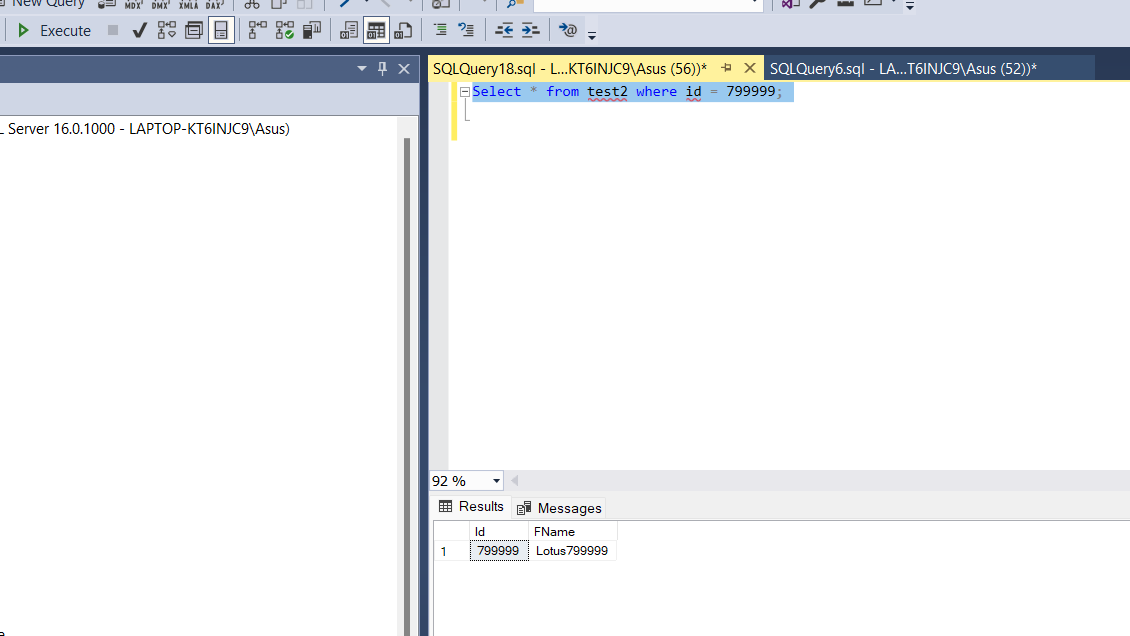 New Query
MDX DMX XMLA DAX
Execute
SQLQuery18.sql - L...KT6INJC9\Asus (56))*
SQLQuery6.sql - LA...T6INJC9\Asus (52))*
L Server 16.0.1000 - LAPTOP-KT6INJC9\Asus)
Select * from test2 where id = 799999;
92 %
Results
Messages
Id FName
1 799999 Lotus799999